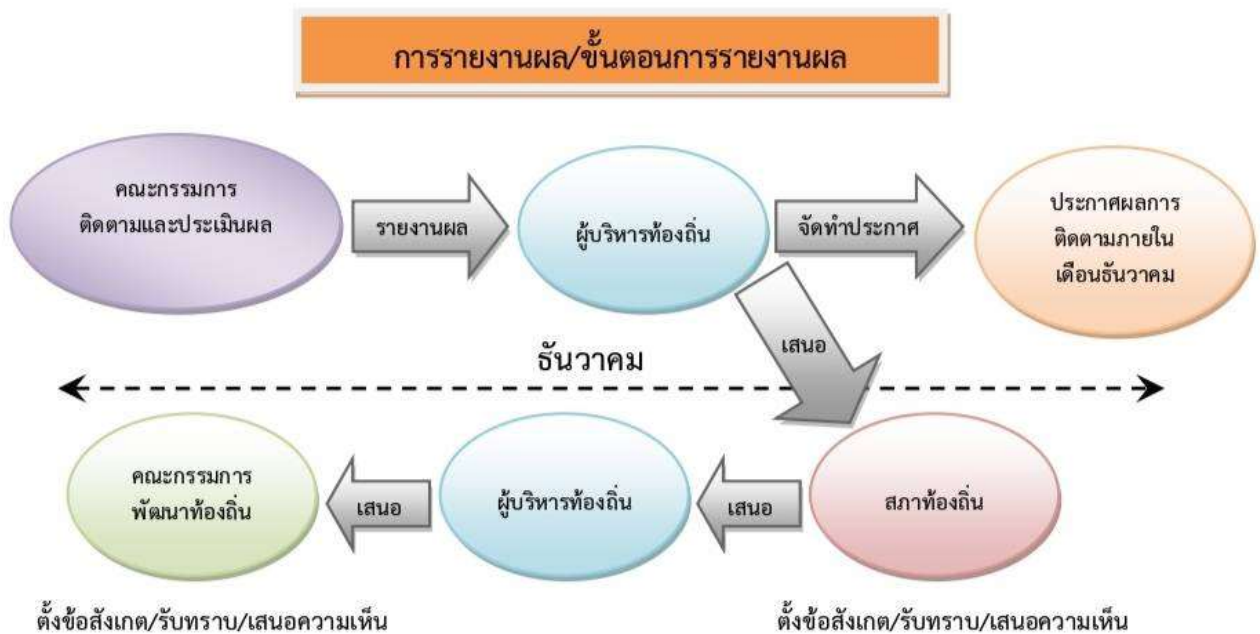 การรายงานผล/ขั้นตอนการรายงานผล
คณะกรรมการ
ติดตามและประเมินผล
รายงานผล
ผู้บริหารท้องถิ่น
จัดทำประกาศ
ประกาศผลการ
ติดตามภายใน
เดือนธันวาคม
เสนอ
ธันวาคม
คณะกรรมการ
พัฒนาท้องถิ่น
เสนอ
ผู้บริหารท้องถิ่น
เสนอ
สภาท้องถิ่น
ตั้งข้อสังเกต/รับทราบ/เสนอความเห็น
ตั้งข้อสังเกต/รับทราบ/เสนอความเห็น